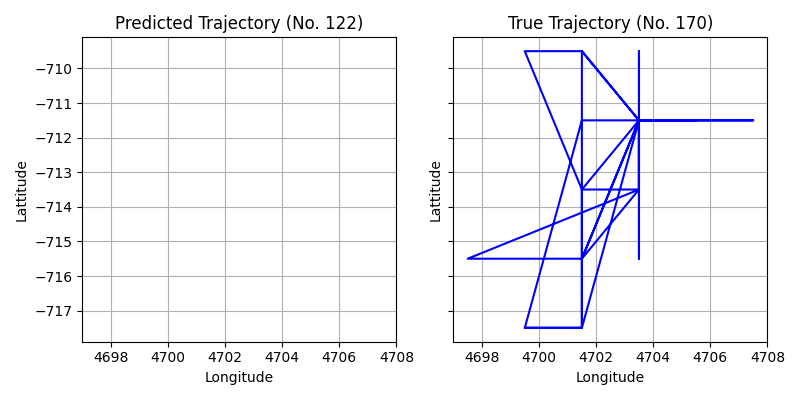 Predicted Trajectory (No. 122)
−710
−711
−712
−713
−714
−715
−716
−717
Lattitude
4698 4700 4702 4704 4706 4708
Longitude
True Trajectory (No. 170)
Lattitude
4698 4700 4702 4704 4706 4708
Longitude